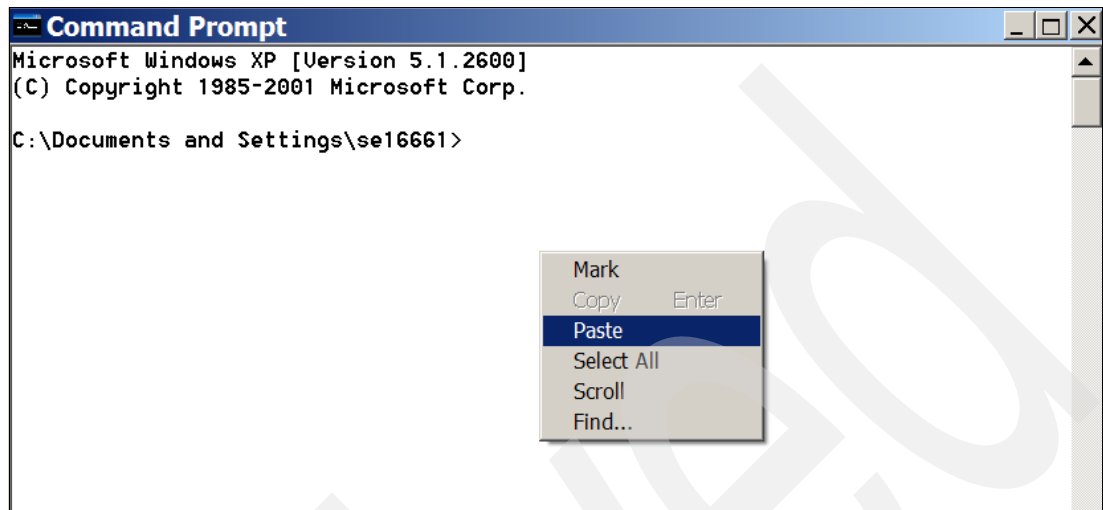 Command Prompt
Microsoft Windows XP [Version 5.1.2600]
(C) Copyright 1985-2001 Microsoft Corp.
C:\Documents and Settings\se16661>
Mark
Copy Enter
Paste
Select All
Scroll
Find...